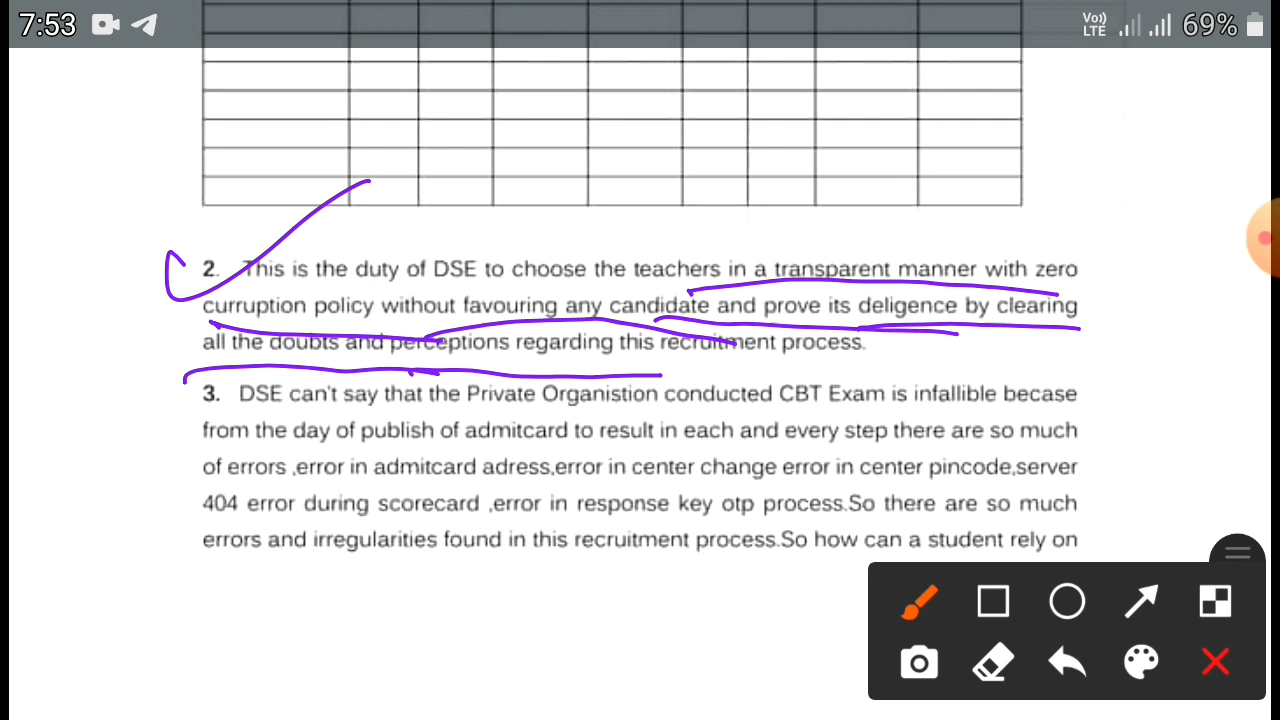 7:53 Vo)) LTE 69%
2. This is the duty of DSE to choose the teachers in a transparent manner with zero
curruption policy without favouring any candidate and prove its deligence by clearing
all the doubts and perceptions regarding this recruitment process.
3. DSE can't say that the Private Organistion conducted CBT Exam is infallible becase
from the day of publish of admitcard to result in each and every step there are so much
of errors ,error in admitcard adress,error in center change error in center pincode,server
404 error during scorecard ,error in response key otp process.So there are so much
errors and irregularities found in this recruitment process.So how can a student rely on